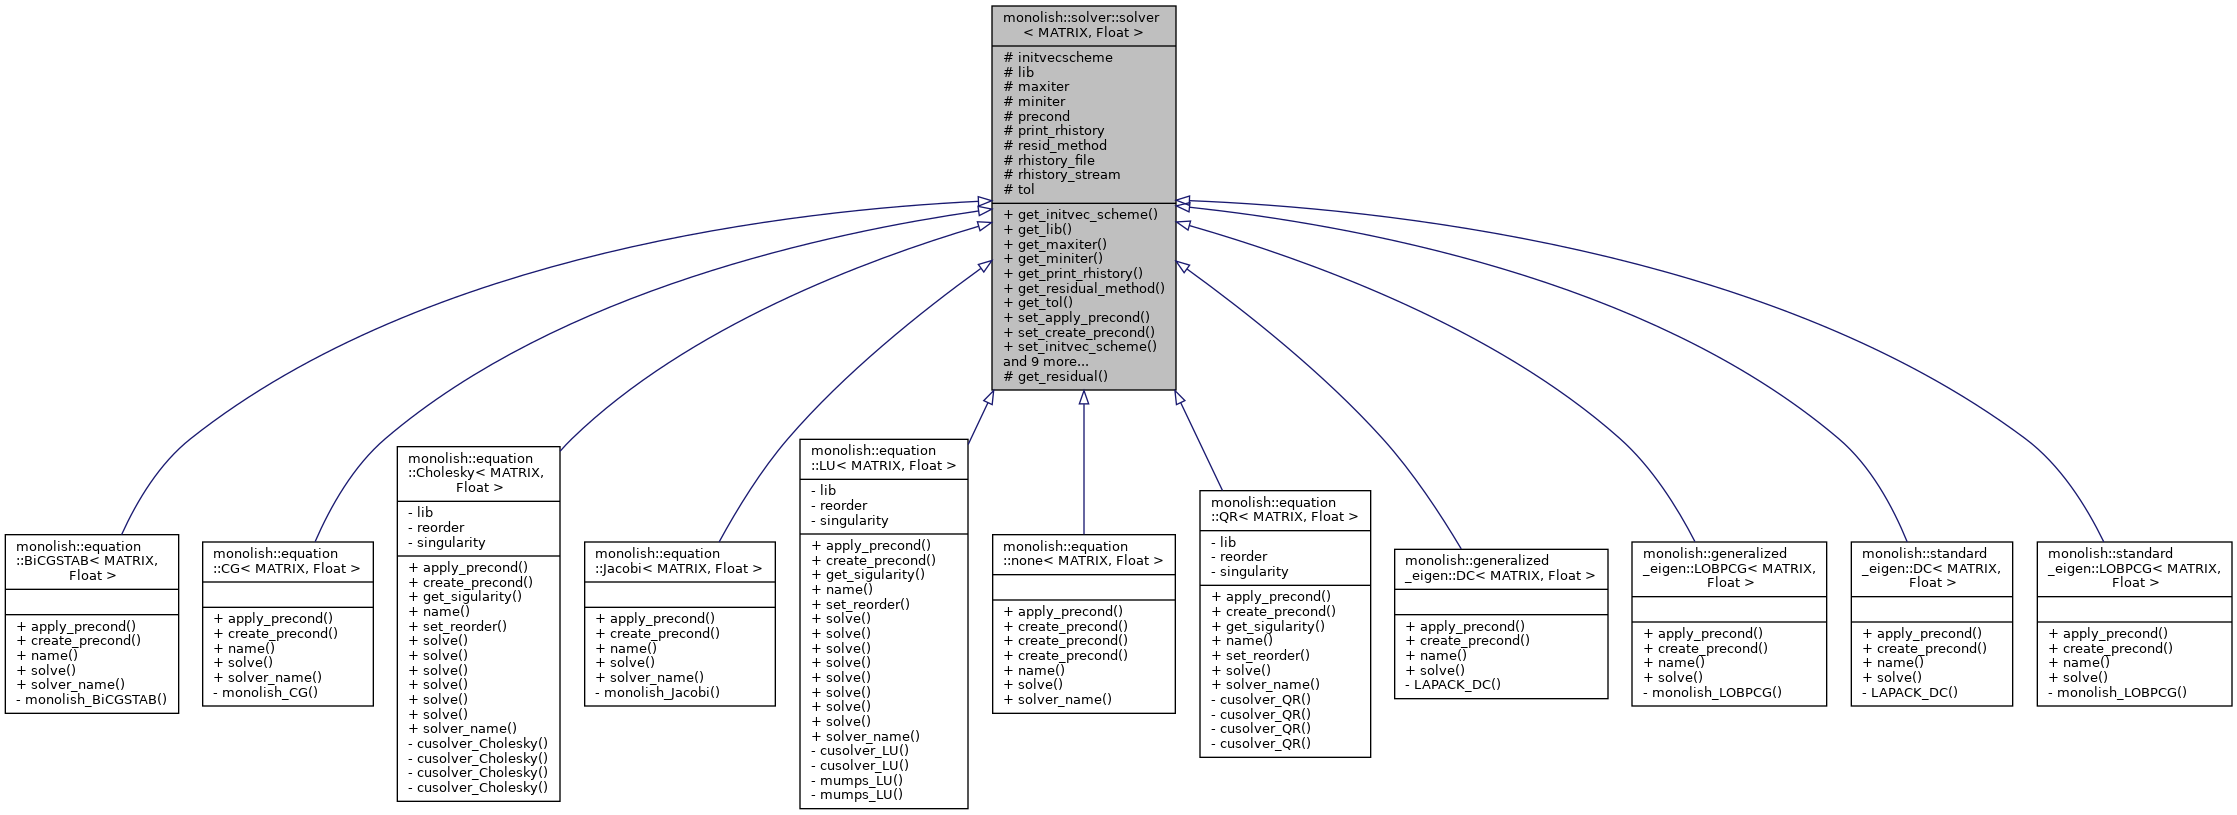 monolish::solver::solver
< MATRIX, Float >
# initvecscheme
# lib
# maxiter
# miniter
# precond
# print_rhistory
# resid_method
# rhistory_file
# rhistory_stream
# tol
+ get_initvec_scheme()
+ get_lib()
+ get_maxiter()
+ get_miniter()
+ get_print_rhistory()
+ get_residual_method()
+ get_tol()
+ set_apply_precond()
+ set_create_precond()
+ set_initvec_scheme()
and 9 more...
# get_residual()
monolish::equation
::BiCGSTAB< MATRIX,
Float >
+ apply_precond()
+ create_precond()
+ name()
+ solve()
+ solver_name()
- monolish_BiCGSTAB()
monolish::equation
::CG< MATRIX, Float >
+ apply_precond()
+ create_precond()
+ name()
+ solve()
+ solver_name()
- monolish_CG()
monolish::equation
::Cholesky< MATRIX,
Float >
- lib
- reorder
- singularity
+ apply_precond()
+ create_precond()
+ get_sigularity()
+ name()
+ set_reorder()
+ solve()
+ solve()
+ solve()
+ solve()
+ solve()
+ solve()
+ solver_name()
- cusolver_Cholesky()
- cusolver_Cholesky()
- cusolver_Cholesky()
- cusolver_Cholesky()
monolish::equation
::Jacobi< MATRIX, Float >
+ apply_precond()
+ create_precond()
+ name()
+ solve()
+ solver_name()
- monolish_Jacobi()
monolish::equation
::LU< MATRIX, Float >
- lib
- reorder
- singularity
+ apply_precond()
+ create_precond()
+ get_sigularity()
+ name()
+ set_reorder()
+ solve()
+ solve()
+ solve()
+ solve()
+ solve()
+ solve()
+ solve()
+ solve()
+ solver_name()
- cusolver_LU()
- cusolver_LU()
- mumps_LU()
- mumps_LU()
monolish::equation
::none< MATRIX, Float >
+ apply_precond()
+ create_precond()
+ create_precond()
+ create_precond()
+ name()
+ solve()
+ solver_name()
monolish::equation
::QR< MATRIX, Float >
- lib
- reorder
- singularity
+ apply_precond()
+ create_precond()
+ get_sigularity()
+ name()
+ set_reorder()
+ solve()
+ solver_name()
- cusolver_QR()
- cusolver_QR()
- cusolver_QR()
- cusolver_QR()
monolish::generalized
_eigen::DC< MATRIX, Float >
+ apply_precond()
+ create_precond()
+ name()
+ solve()
- LAPACK_DC()
monolish::generalized
_eigen::LOBPCG< MATRIX,
Float >
+ apply_precond()
+ create_precond()
+ name()
+ solve()
- monolish_LOBPCG()
monolish::standard
_eigen::DC< MATRIX,
Float >
+ apply_precond()
+ create_precond()
+ name()
+ solve()
- LAPACK_DC()
monolish::standard
_eigen::LOBPCG< MATRIX,
Float >
+ apply_precond()
+ create_precond()
+ name()
+ solve()
- monolish_LOBPCG()